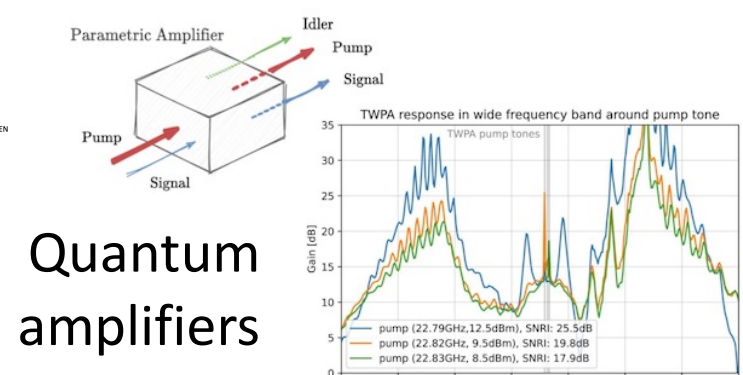 Idler
Parametric Amplifier
Pump
Signal
EN
Pump
Signal
Quantum
amplifiers
TWPA response in wide frequency band around pump tone
TWPA pump tones
Gain [dB]
35
30
25
20
15
10
5
0
pump (22.79GHz,12.5dBm), SNRI: 25.5dB
pump (22.82GHz, 9.5dBm), SNRI: 19.8dB
pump (22.83GHz, 8.5dBm), SNRI: 17.9dB